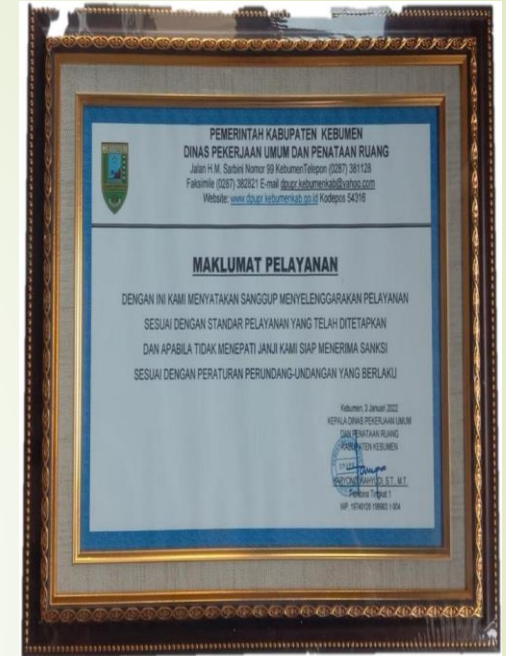 PEMERINTAH KABUPATEN KEBUMEN
DINAS PEKERJAAN UMUM DAN PENATAAN RUANG
Jalan H.M. Sarbini Nomor 99 KebumenTelepon (0287) 381128
Faksimile (0287) 382821 E-mail dpupr.kebumenkab@yahoo.com
Website: www.dpupr.kebumenkab.go.id Kodepos 54316
MAKLUMAT PELAYANAN
DENGAN INI KAMI MENYATAKAN SANGGUP MENYELENGGARAKAN PELAYANAN
SESUAI DENGAN STANDAR PELAYANAN YANG TELAH DITETAPKAN
DAN APABILA TIDAK MENEPATI JANJI KAMI SIAP MENERIMA SANKSI
SESUAI DENGAN PERATURAN PERUNDANG-UNDANGAN YANG BERLAKU
Kebumen, 3 Januari 2022
KEPALA DINAS PEKERJAAN UMUM
DAN PENATAAN RUANG
KABUPATEN KEBUMEN
WAHYUDI, S.T., M.T.
Tingkat 1
NIP.